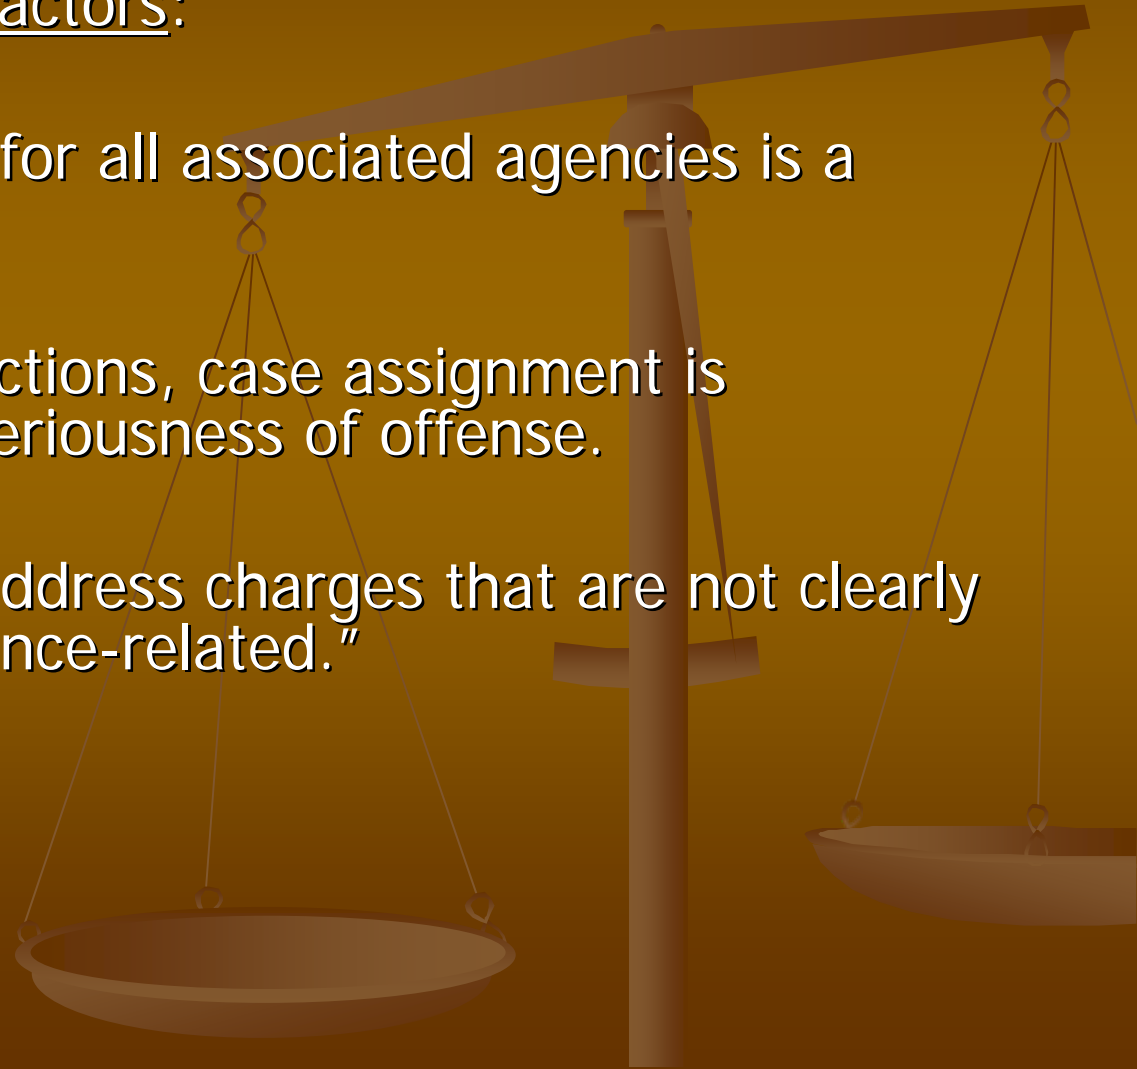 actors:
for all associated agencies is a
ctions, case assignment is
eriousness of offense.
ddress charges that are not clearly
nce-related.”